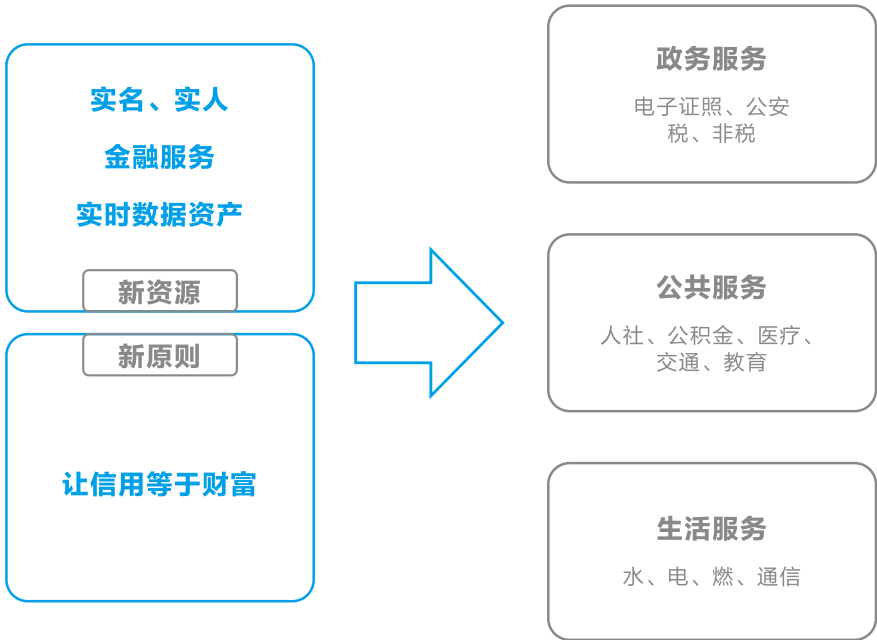 实名、实人
金融服务
实时数据资产
新资源
新原则
让信用等于财富
政务服务
电子证照、公安
税、非税
公共服务
人社、公积金、医疗、
交通、教育
生活服务
水、电、燃、通信